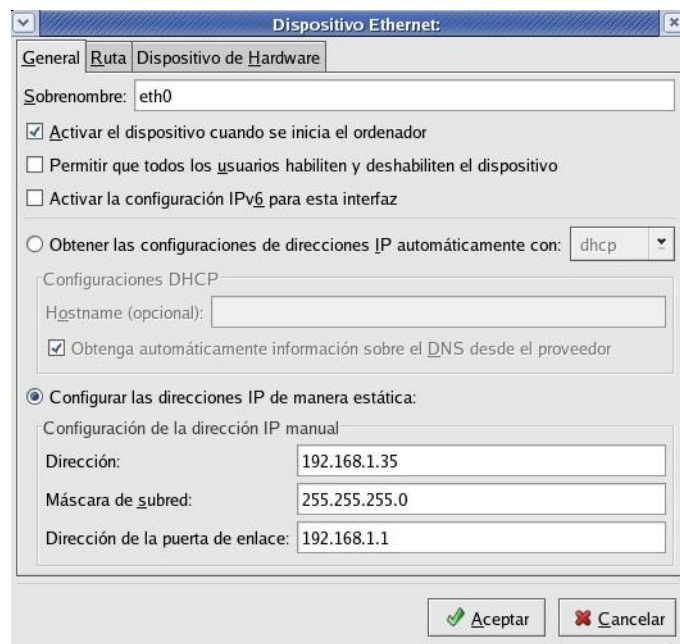 Dispositivo Ethernet:
General Ruta Dispositivo de Hardware
Sobrenombre: eth0
Activar el dispositivo cuando se inicia el ordenador
Permitir que todos los usuarios habiliten y deshabiliten el dispositivo
Activar la configuración IPv6 para esta interfaz
Obtener las configuraciones de direcciones IP automáticamente con: dhcp
Configuraciones DHCP
Hostname (opcional):
Obtenga automáticamente información sobre el DNS desde el proveedor
Configurar las direcciones IP de manera estática:
Configuración de la dirección IP manual
Dirección: 192.168.1.35
Máscara de subred: 255.255.255.0
Dirección de la puerta de enlace: 192.168.1.1
Aceptar Cancelar